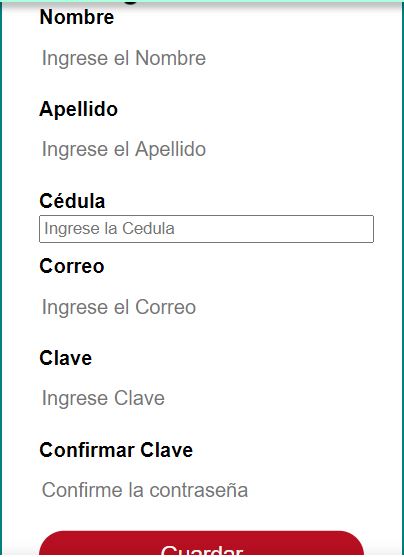 Nombre
Ingrese el Nombre
Apellido
Ingrese el Apellido
Cédula
Ingrese la Cedula
Correo
Ingrese el Correo
Clave
Ingrese Clave
Confirmar Clave
Confirme la contraseña
Guardar